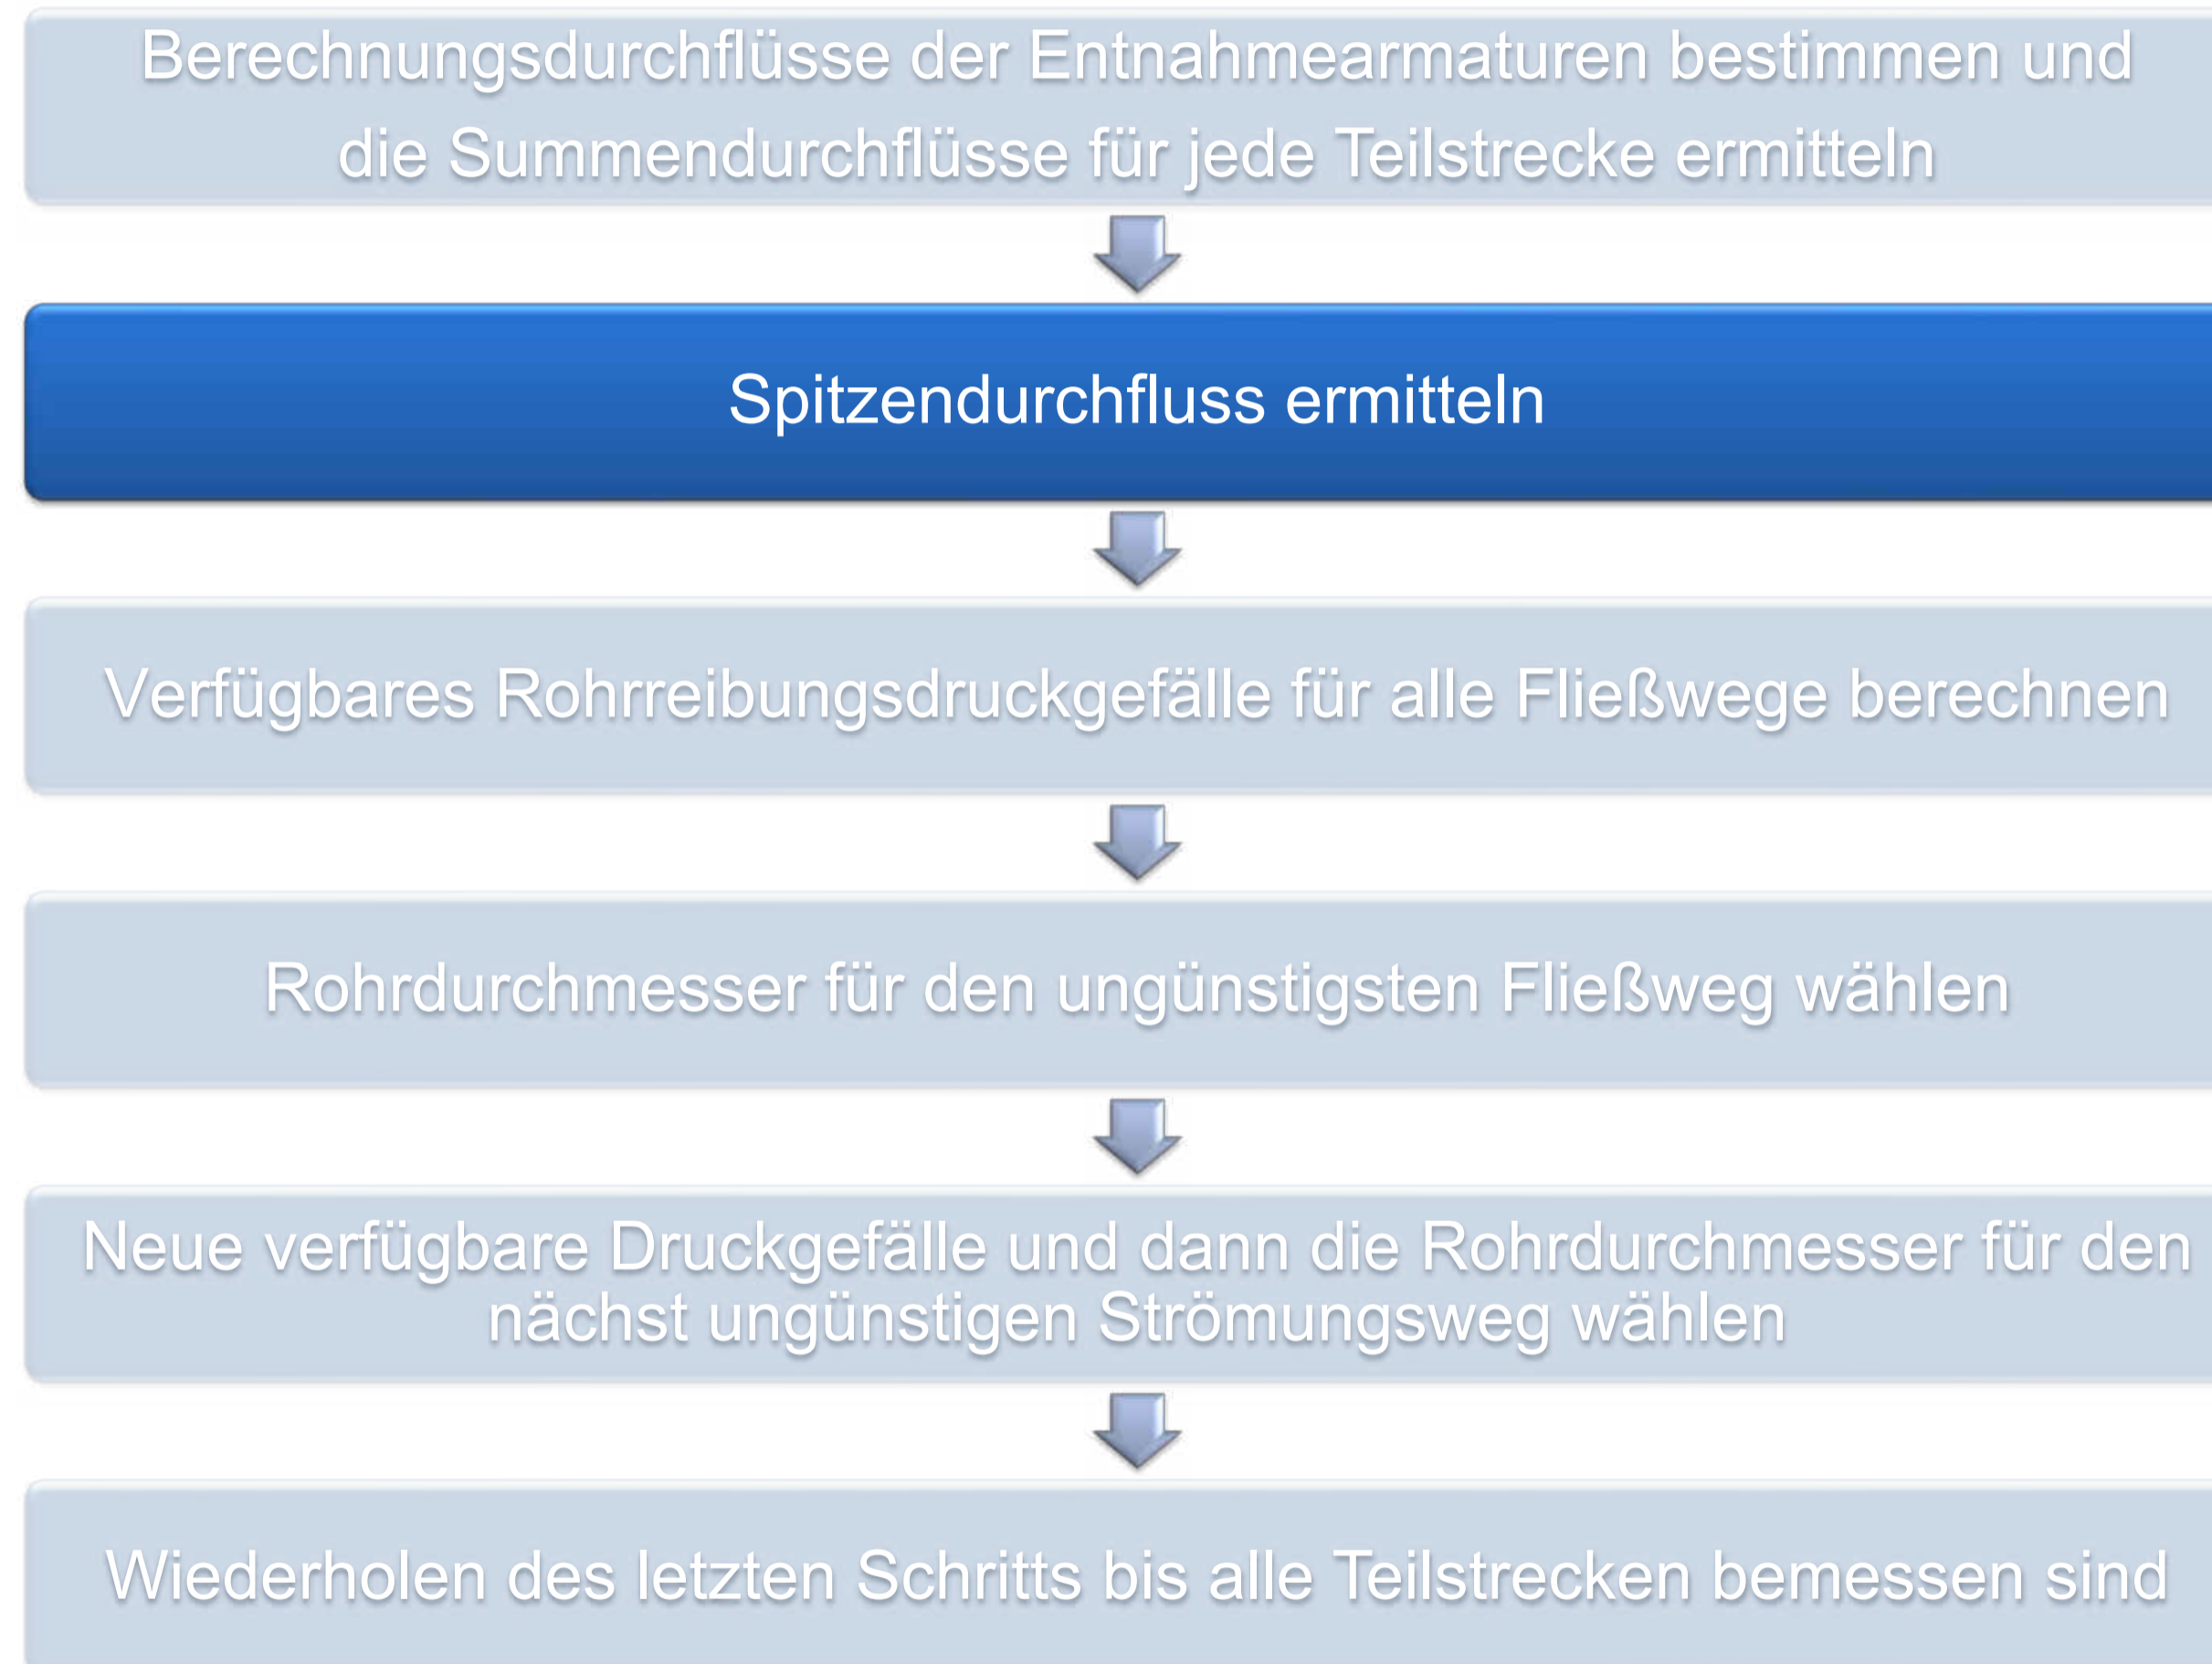 Berechnungsdurchflüsse der Entnahmearmaturen bestimmen und
die Summendurchflüsse für jede Teilstrecke ermitteln
Spitzendurchfluss ermitteln
Verfügbares Rohrreibungsdruckgefälle für alle Fließwege berechnen
Rohrdurchmesser für den ungünstigsten Fließweg wählen
Neue verfügbare Druckgefälle und dann die Rohrdurchmesser für den
nächst ungünstigen Strömungsweg wählen
Wiederholen des letzten Schritts bis alle Teilstrecken bemessen sind